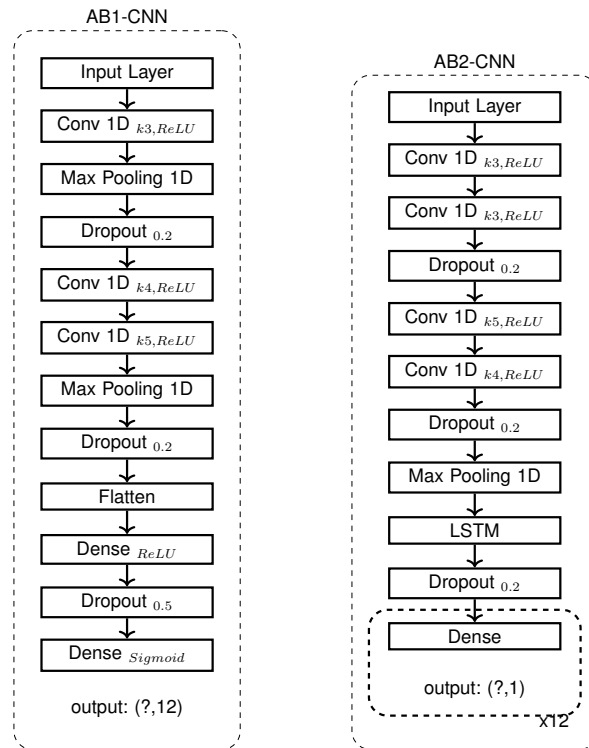 AB1-CNN
Input Layer
Conv 1D k3,ReLU
Max Pooling 1D
Dropout 0.2
Conv 1D k4,ReLU
Conv 1D k5,ReLU
Max Pooling 1D
Dropout 0.2
Flatten
Dense ReLU
Dropout 0.5
Dense Sigmoid
output: (?,12)
AB2-CNN
Input Layer
Conv 1D k3,ReLU
Conv 1D k3,ReLU
Dropout 0.2
Conv 1D k5,ReLU
Conv 1D k4,ReLU
Dropout 0.2
Max Pooling 1D
LSTM
Dropout 0.2
Dense
output: (?,1)
x12